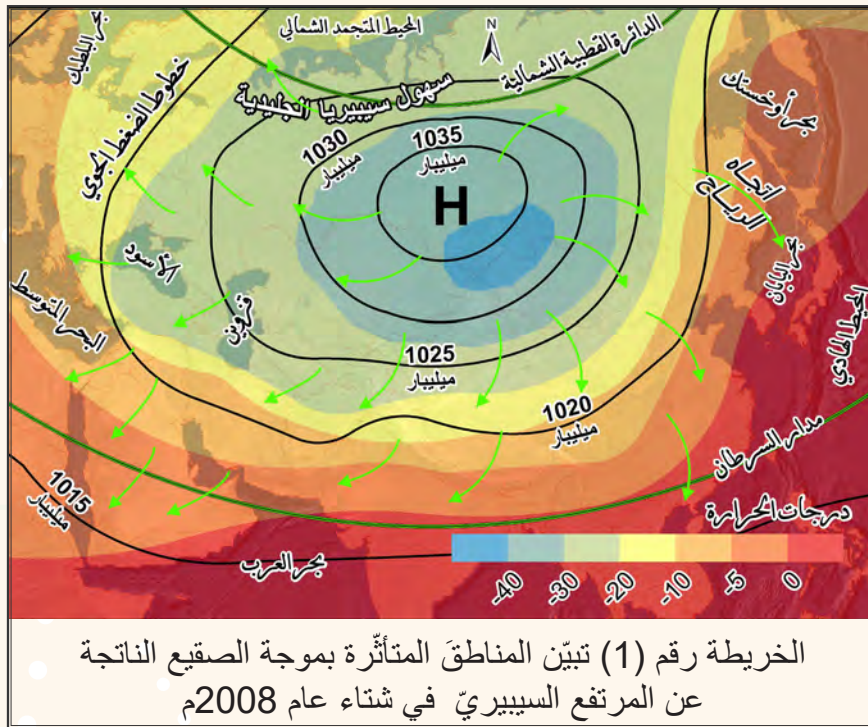 المحيط المتجمد الشمالي
N
الدائرة القطبية الشمالية
بحر البلطيك
خطوط الضغط الجوي
سهول سيبيريا الجليدية
بحر أوخستك
1030
ميليبار
1035
ميليبار
H
اتجاه
الرياح
بحر اليابان
الأسود
قزوين
البحر المتوسط
المحيط الهادي
1025
ميليبار
1020
ميليبار
مدار السرطان
1015
ميليبار
درجات الحرارة
بحر العرب
-40 -30 -20 -10 -5 0
الخريطة رقم (1) تبيّن المناطقَ المتأثّرة بموجة الصقيع الناتجة
عن المرتفع السيبيريّ في شتاء عام 2008م